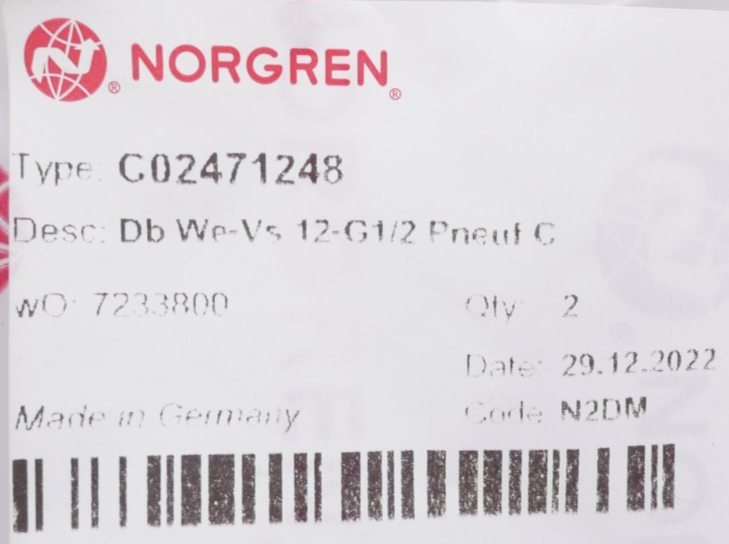 NORGREN®
Type: C02471248
Desc: Db We-Vs 12-G1/2 Pneuf C
wO: 7233800 Qty: 2
Date: 29.12.2022
Made in Germany Code: N2DM